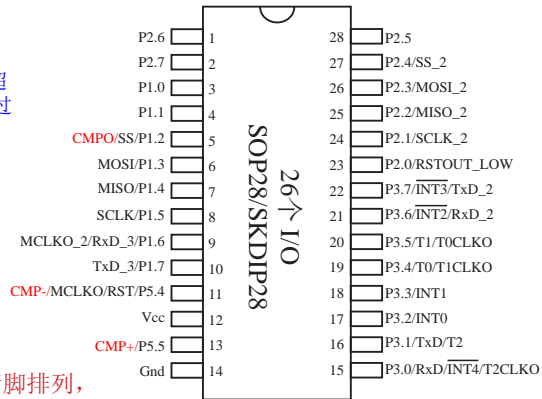 P2.6 1
P2.7 2
P1.0 3
P1.1 4
CMPO/SS/P1.2 5
MOSI/P1.3 6
MISO/P1.4 7
SCLK/P1.5 8
MCLKO_2/RxD_3/P1.6 9
TxD_3/P1.7 10
CMP-/MCLKO/RST/P5.4 11
Vcc 12
CMP+/P5.5 13
Gnd 14
SOP28/SKDIP28
26个 I/O
28 P2.5
27 P2.4/SS_2
26 P2.3/MOSI_2
25 P2.2/MISO_2
24 P2.1/SCLK_2
23 P2.0/RSTOUT_LOW
22 P3.7/INT3/TxD_2
21 P3.6/INT2/RxD_2
20 P3.5/T1/T0CLKO
19 P3.4/T0/T1CLKO
18 P3.3/INT1
17 P3.2/INT0
16 P3.1/TxD/T2
15 P3.0/RxD/INT4/T2CLKO
脚排列，